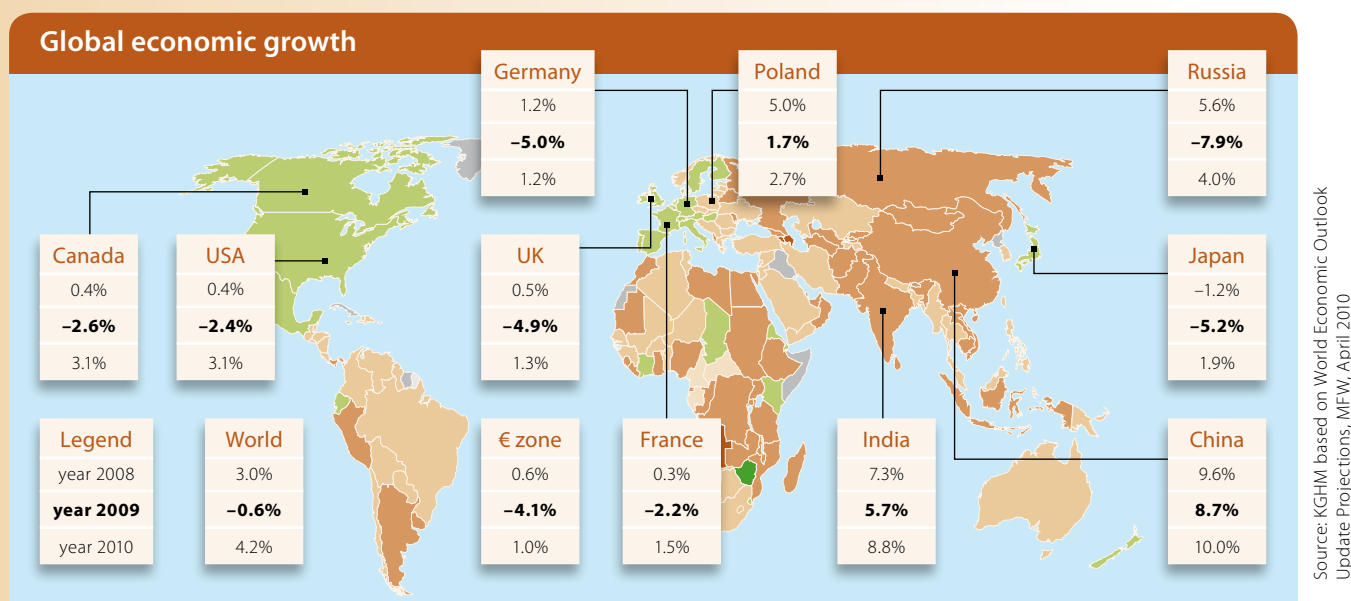 Global economic growth
Germany
1.2%
–5.0%
1.2%
Poland
5.0%
1.7%
2.7%
Russia
5.6%
–7.9%
4.0%
Canada
0.4%
–2.6%
3.1%
USA
0.4%
–2.4%
3.1%
UK
0.5%
–4.9%
1.3%
Japan
–1.2%
–5.2%
1.9%
Legend
year 2008
year 2009
year 2010
World
3.0%
–0.6%
4.2%
€ zone
0.6%
–4.1%
1.0%
France
0.3%
–2.2%
1.5%
India
7.3%
5.7%
8.8%
China
9.6%
8.7%
10.0%
Source: KGHM based on World Economic Outlook
Update Projections, MFW, April 2010